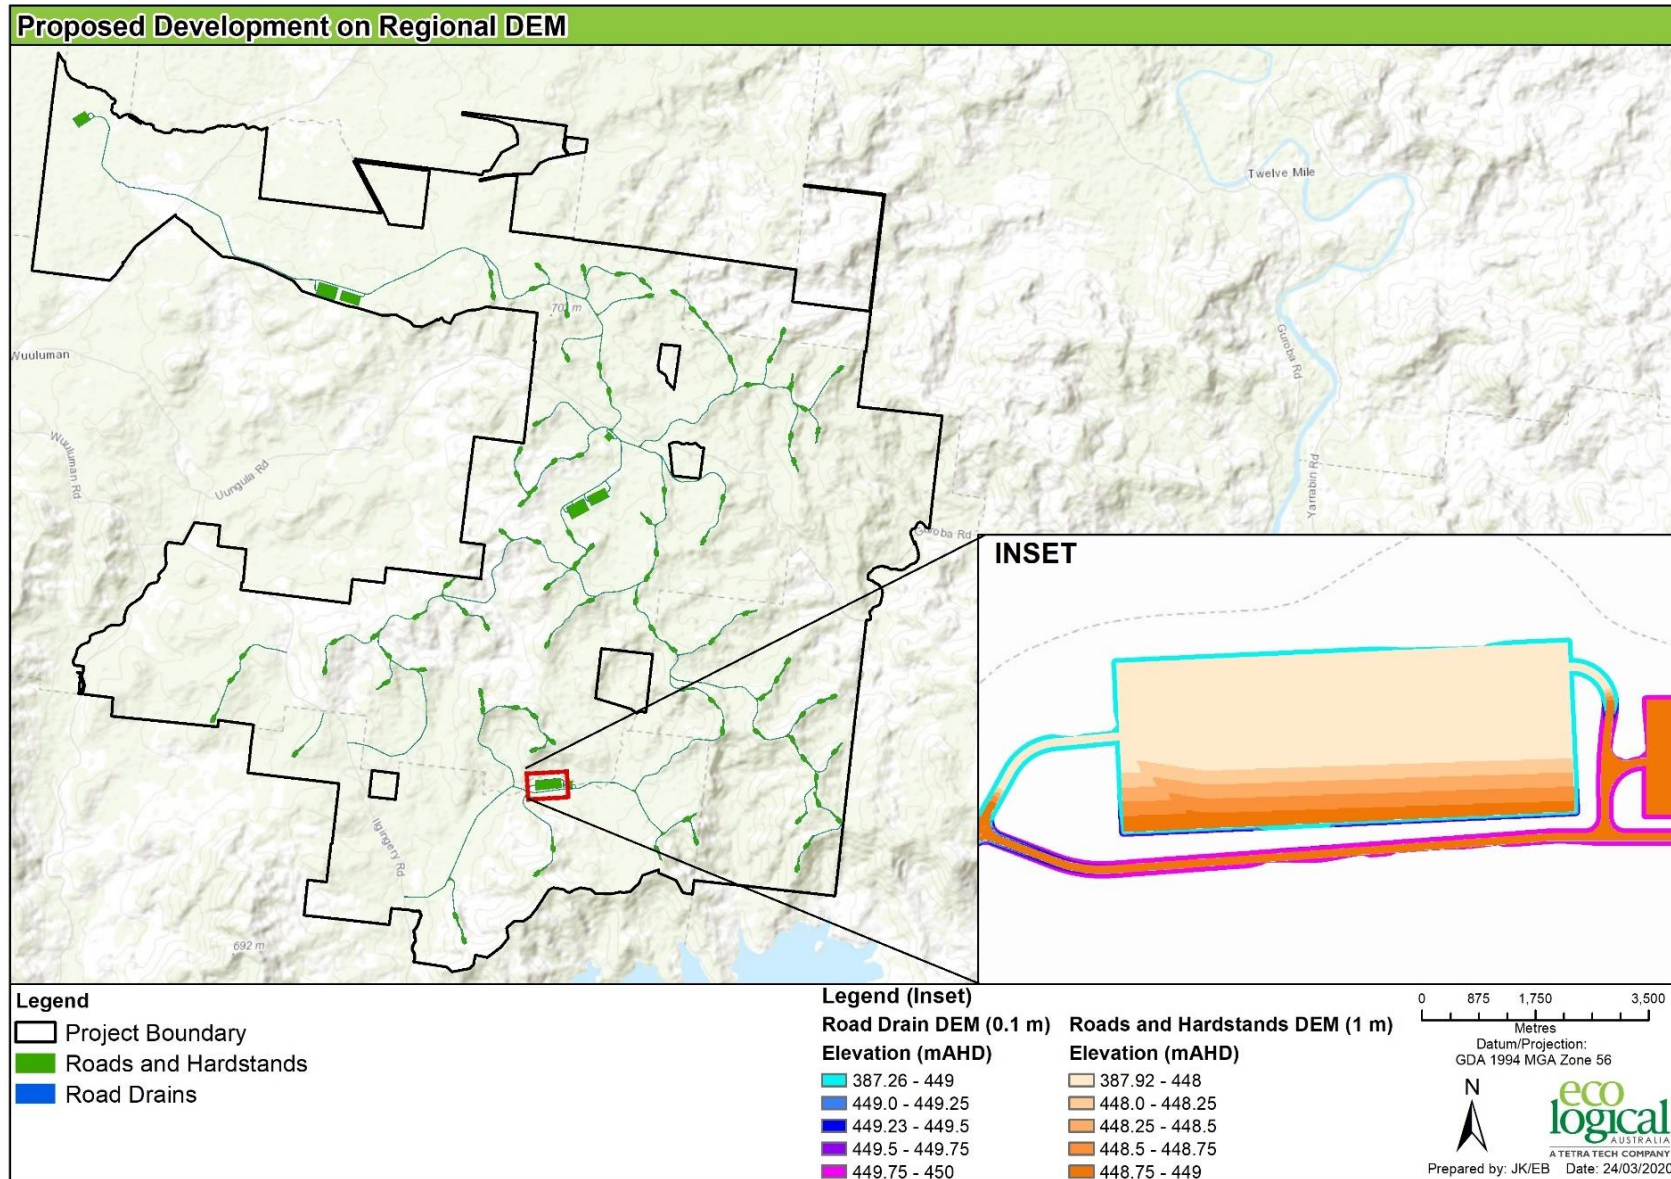 Proposed Development on Regional DEM
Twelve Mile
701 m
Guroba Rd
Wuuluman
Wuuluman Rd
Uungula Rd
Yarrabin Rd
Guroba Rd
INSET
Ilgingery Rd
692 m
Legend
Project Boundary
Roads and Hardstands
Road Drains
Legend (Inset)
Road Drain DEM (0.1 m)
Elevation (mAHD)
387.26 - 449
449.0 - 449.25
449.23 - 449.5
449.5 - 449.75
449.75 - 450
Roads and Hardstands DEM (1 m)
Elevation (mAHD)
387.92 - 448
448.0 - 448.25
448.25 - 448.5
448.5 - 448.75
448.75 - 449
0 875 1,750 3,500
Metres
Datum/Projection:
GDA 1994 MGA Zone 56
N
eco
logical
AUSTRALIA
A TETRA TECH COMPANY
Prepared by: JK/EB Date: 24/03/2020